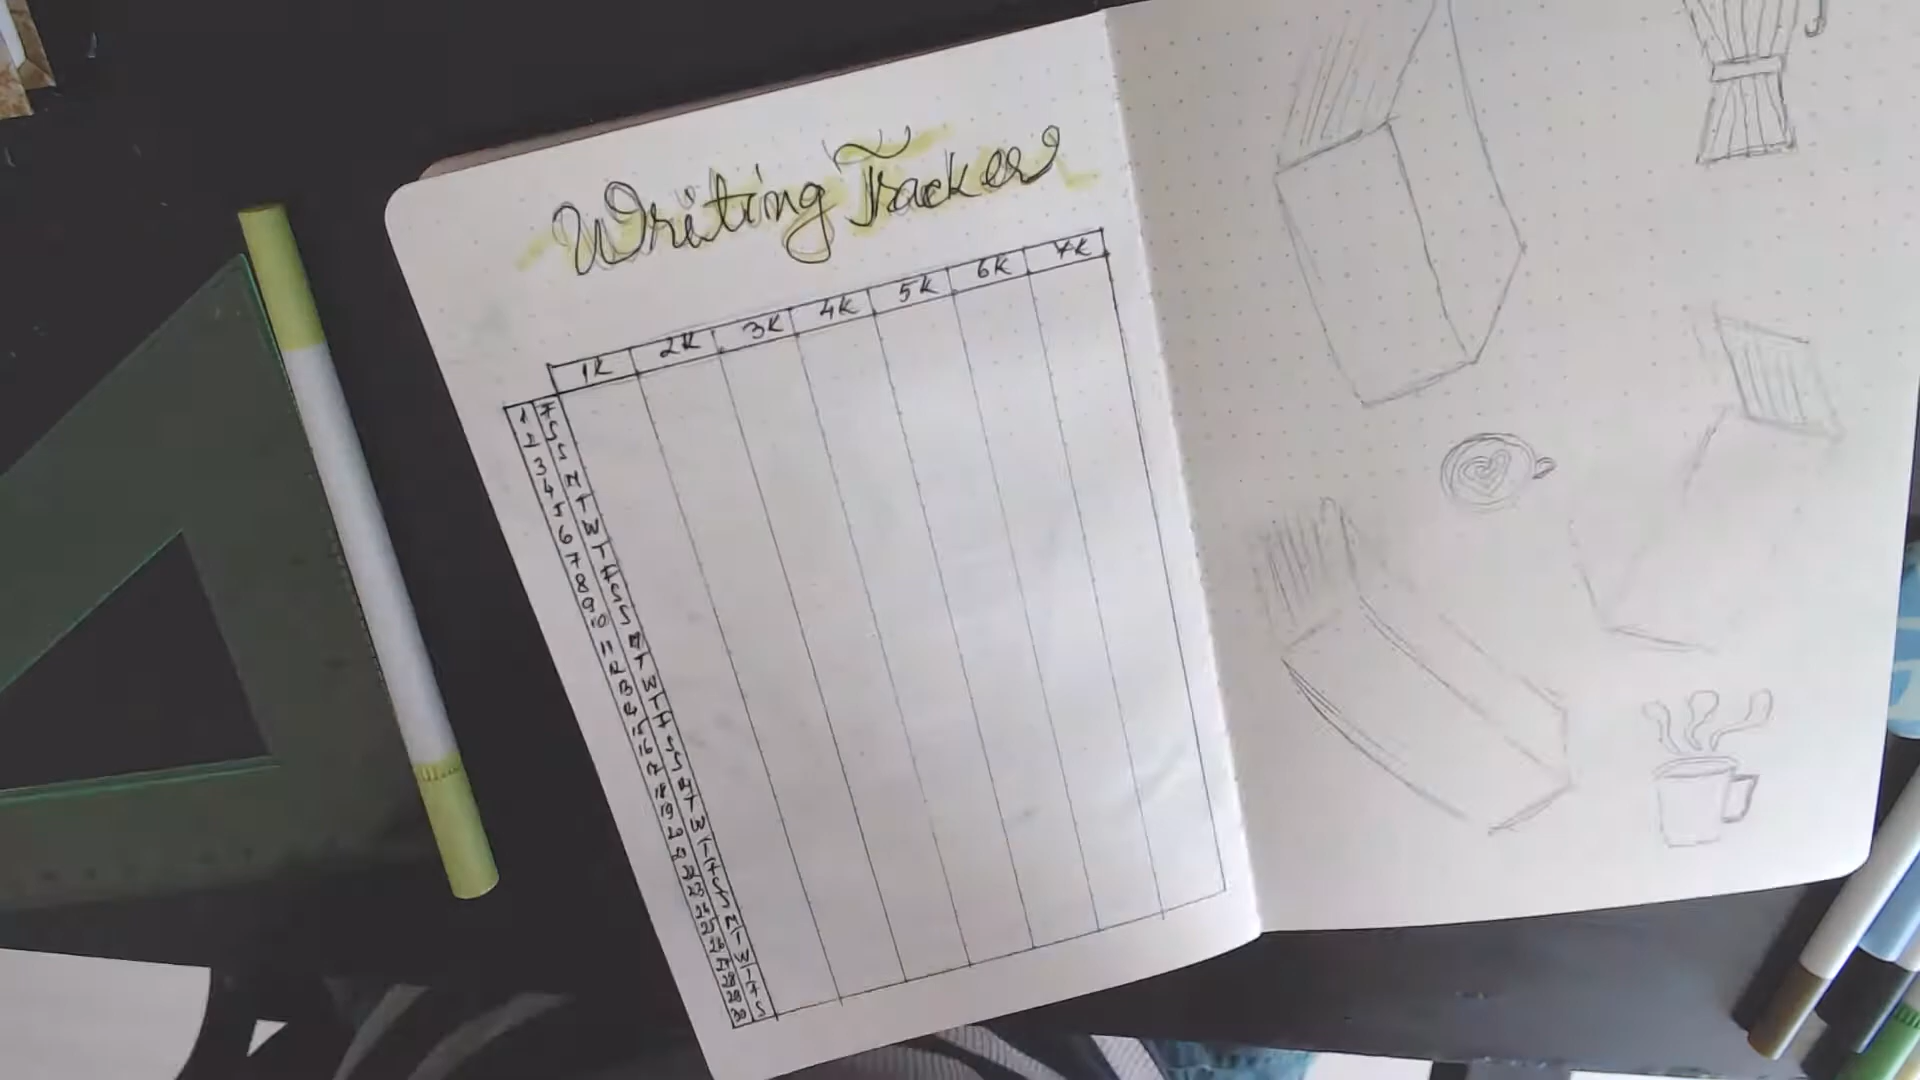 Writing Tracker
1K 2K 3K 4K 5K 6K 7K
1 F
2 S
3 S
4 M
5 T
6 W
7 T
8 F
9 S
10 S
11 M
12 T
13 W
14 T
15 F
16 S
17 S
18 M
19 T
20 W
21 T
22 F
23 S
24 S
25 M
26 T
27 W
28 T
29 F
30 S